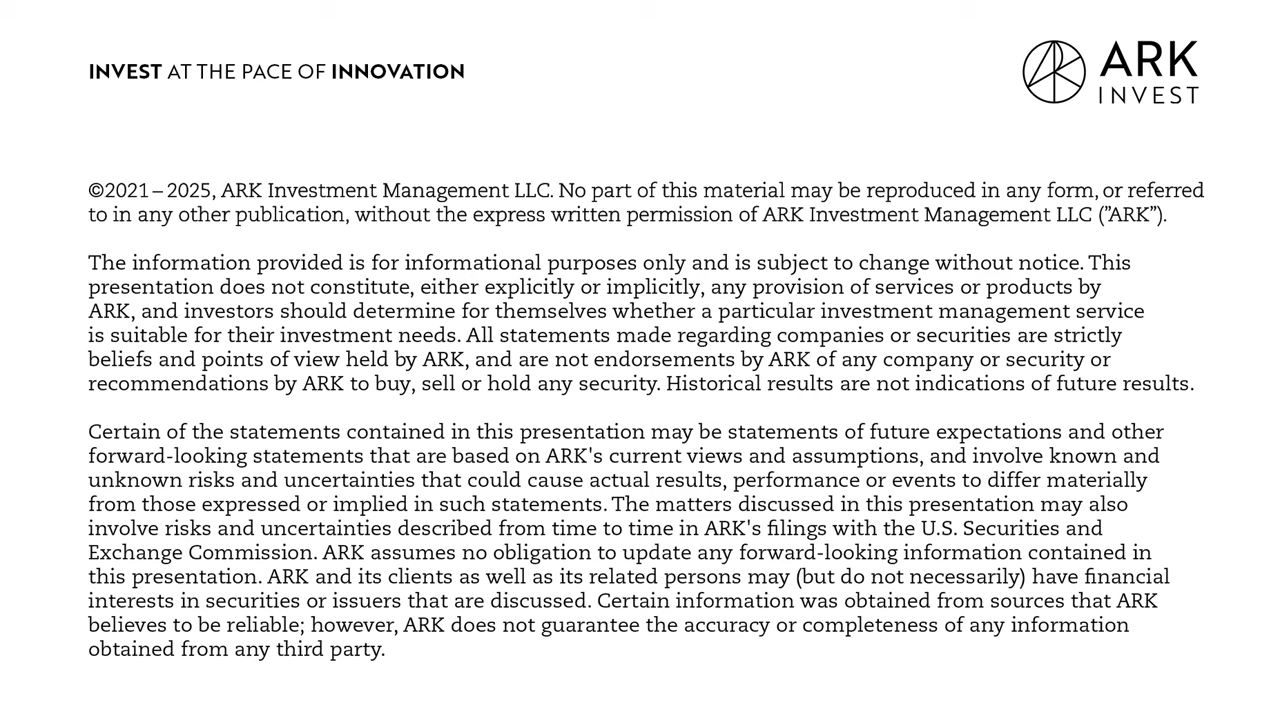 INVEST AT THE PACE OF INNOVATION
ARK
INVEST
©2021–2025, ARK Investment Management LLC. No part of this material may be reproduced in any form, or referred
to in any other publication, without the express written permission of ARK Investment Management LLC (”ARK”).
The information provided is for informational purposes only and is subject to change without notice. This
presentation does not constitute, either explicitly or implicitly, any provision of services or products by
ARK, and investors should determine for themselves whether a particular investment management service
is suitable for their investment needs. All statements made regarding companies or securities are strictly
beliefs and points of view held by ARK, and are not endorsements by ARK of any company or security or
recommendations by ARK to buy, sell or hold any security. Historical results are not indications of future results.
Certain of the statements contained in this presentation may be statements of future expectations and other
forward-looking statements that are based on ARK's current views and assumptions, and involve known and
unknown risks and uncertainties that could cause actual results, performance or events to differ materially
from those expressed or implied in such statements. The matters discussed in this presentation may also
involve risks and uncertainties described from time to time in ARK's filings with the U.S. Securities and
Exchange Commission. ARK assumes no obligation to update any forward-looking information contained in
this presentation. ARK and its clients as well as its related persons may (but do not necessarily) have financial
interests in securities or issuers that are discussed. Certain information was obtained from sources that ARK
believes to be reliable; however, ARK does not guarantee the accuracy or completeness of any information
obtained from any third party.